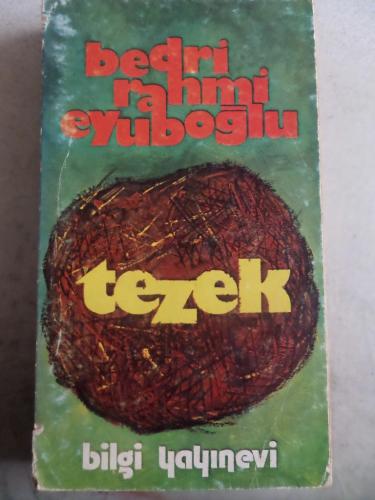 bedri
rahmi
eyuboğlu
tezek
bilgi yayınevi